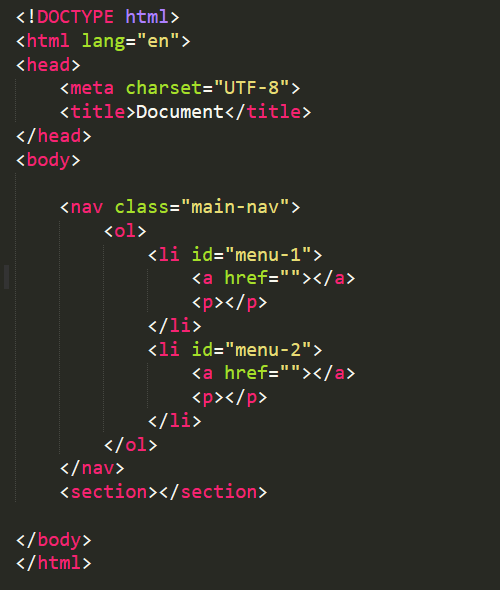 <!DOCTYPE html>
<html lang="en">
<head>
    <meta charset="UTF-8">
    <title>Document</title>
</head>
<body>

    <nav class="main-nav">
        <ol>
            <li id="menu-1">
                <a href=""></a>
                <p></p>
            </li>
            <li id="menu-2">
                <a href=""></a>
                <p></p>
            </li>
        </ol>
    </nav>
    <section></section>

</body>
</html>